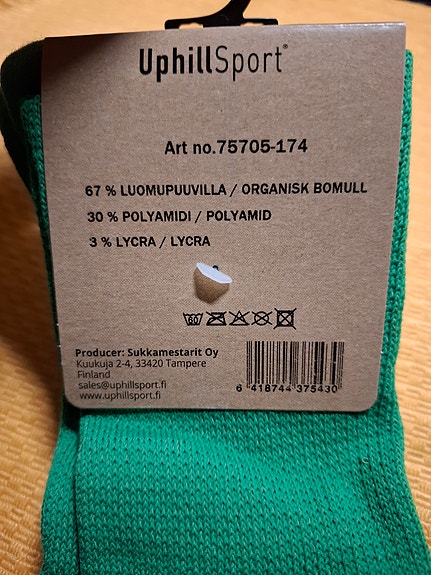 UphillSport®
Art no.75705-174
67 % LUOMUPUUVILLA / ORGANISK BOMULL
30 % POLYAMIDI / POLYAMID
3 % LYCRA / LYCRA
60
Producer: Sukkamestarit Oy
Kuukuja 2-4, 33420 Tampere
Finland
sales@uphillsport.fi
www.uphillsport.fi
6 418744 375430